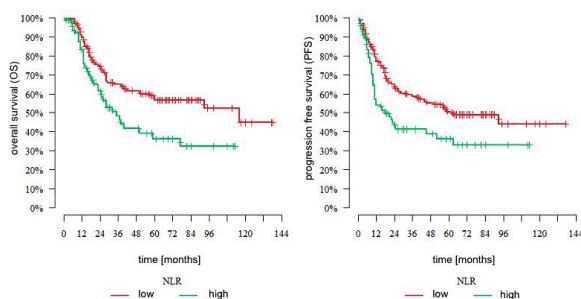 100%
90%
80%
70%
60%
50%
40%
30%
20%
10%
0%
overall survival (OS)
0 12 24 36 48 60 72 84 96 108 120 144
time [months]
NLR
low high
100%
90%
80%
70%
60%
50%
40%
30%
20%
10%
0%
progression free survival (PFS)
0 12 24 36 48 60 72 84 96 108 120 144
time [months]
NLR
low high